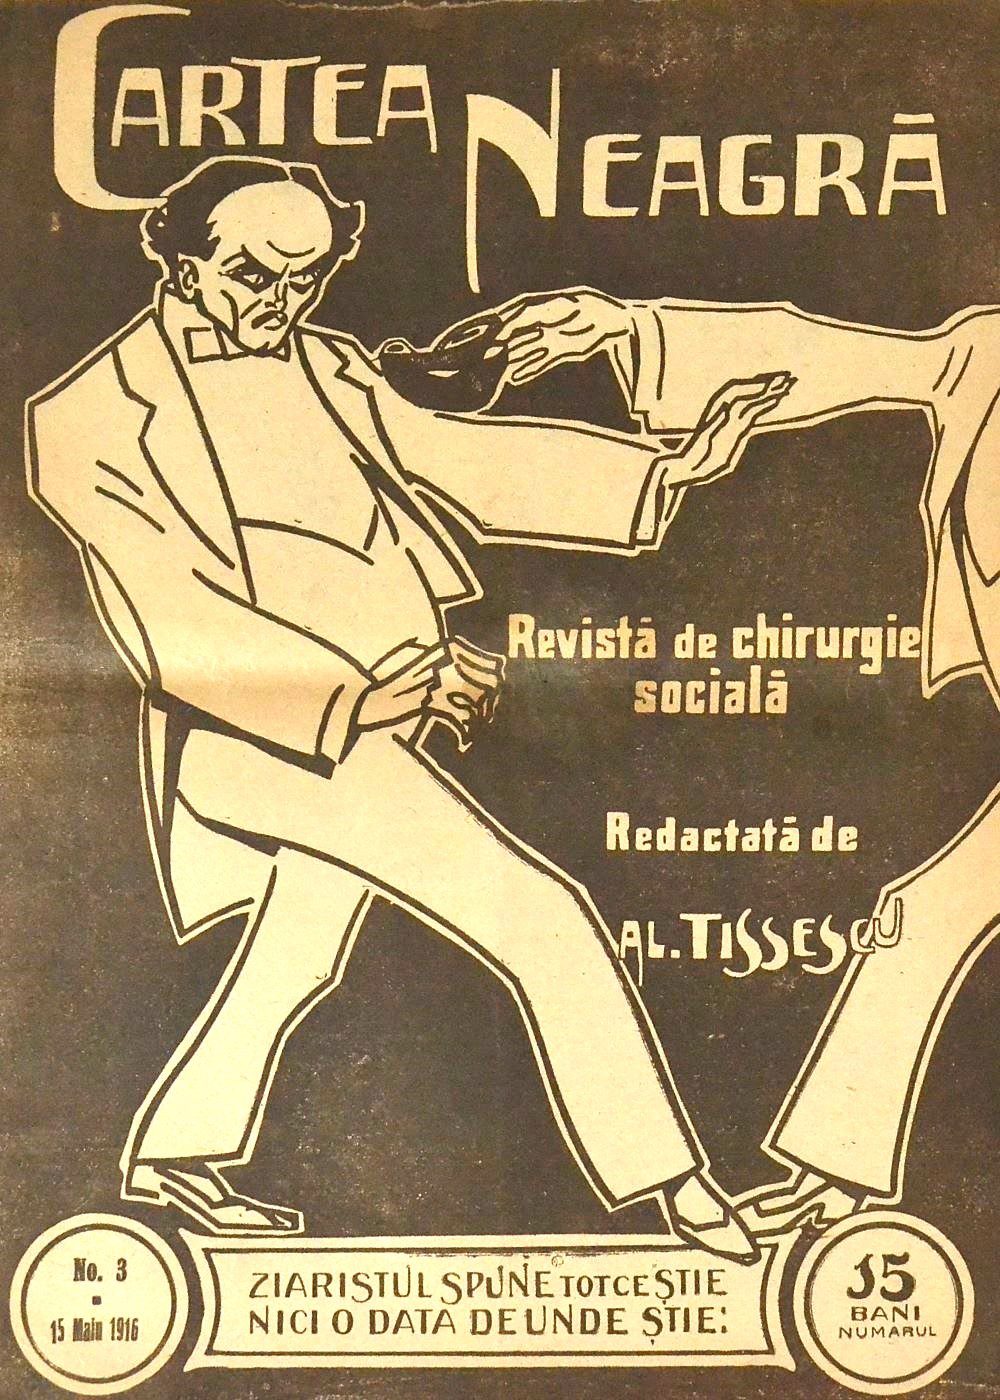 CARTEA NEAGRĂ
Revistă de chirurgie
socială
Redactată de
AL. TISSESCU
No. 3
15 Maiu 1916
ZIARISTUL SPUNE TOT CE ȘTIE
NICI O DATA DE UNDE ȘTIE:
15
BANI
NUMARUL